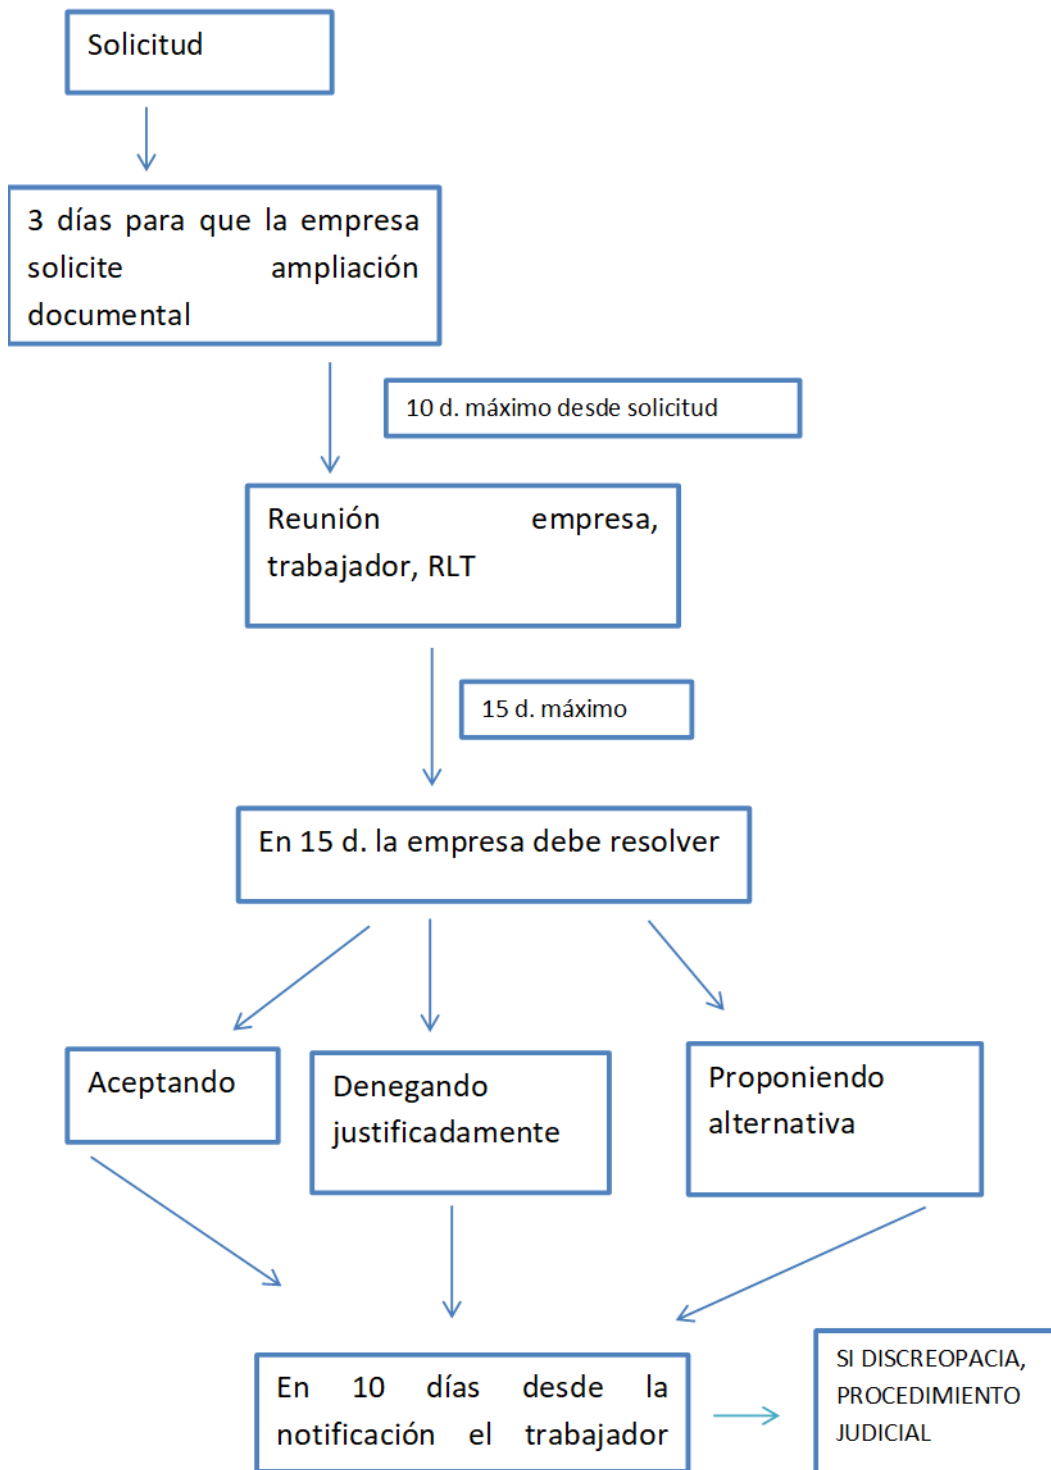 Solicitud
3 días para que la empresa
solicite ampliación
documental
10 d. máximo desde solicitud
Reunión empresa,
trabajador, RLT
15 d. máximo
En 15 d. la empresa debe resolver
Aceptando
Denegando
justificadamente
Proponiendo
alternativa
En 10 días desde la
notificación el trabajador
SI DISCREOPACIA,
PROCEDIMIENTO
JUDICIAL